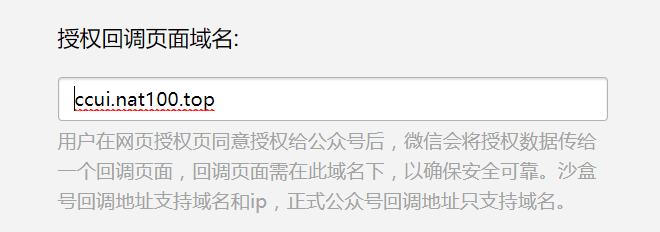 授权回调页面域名:
ccui.nat100.top
用户在网页授权页同意授权给公众号后，微信会将授权数据传给
一个回调页面，回调页面需在此域名下，以确保安全可靠。沙盒
号回调地址支持域名和ip，正式公众号回调地址只支持域名。